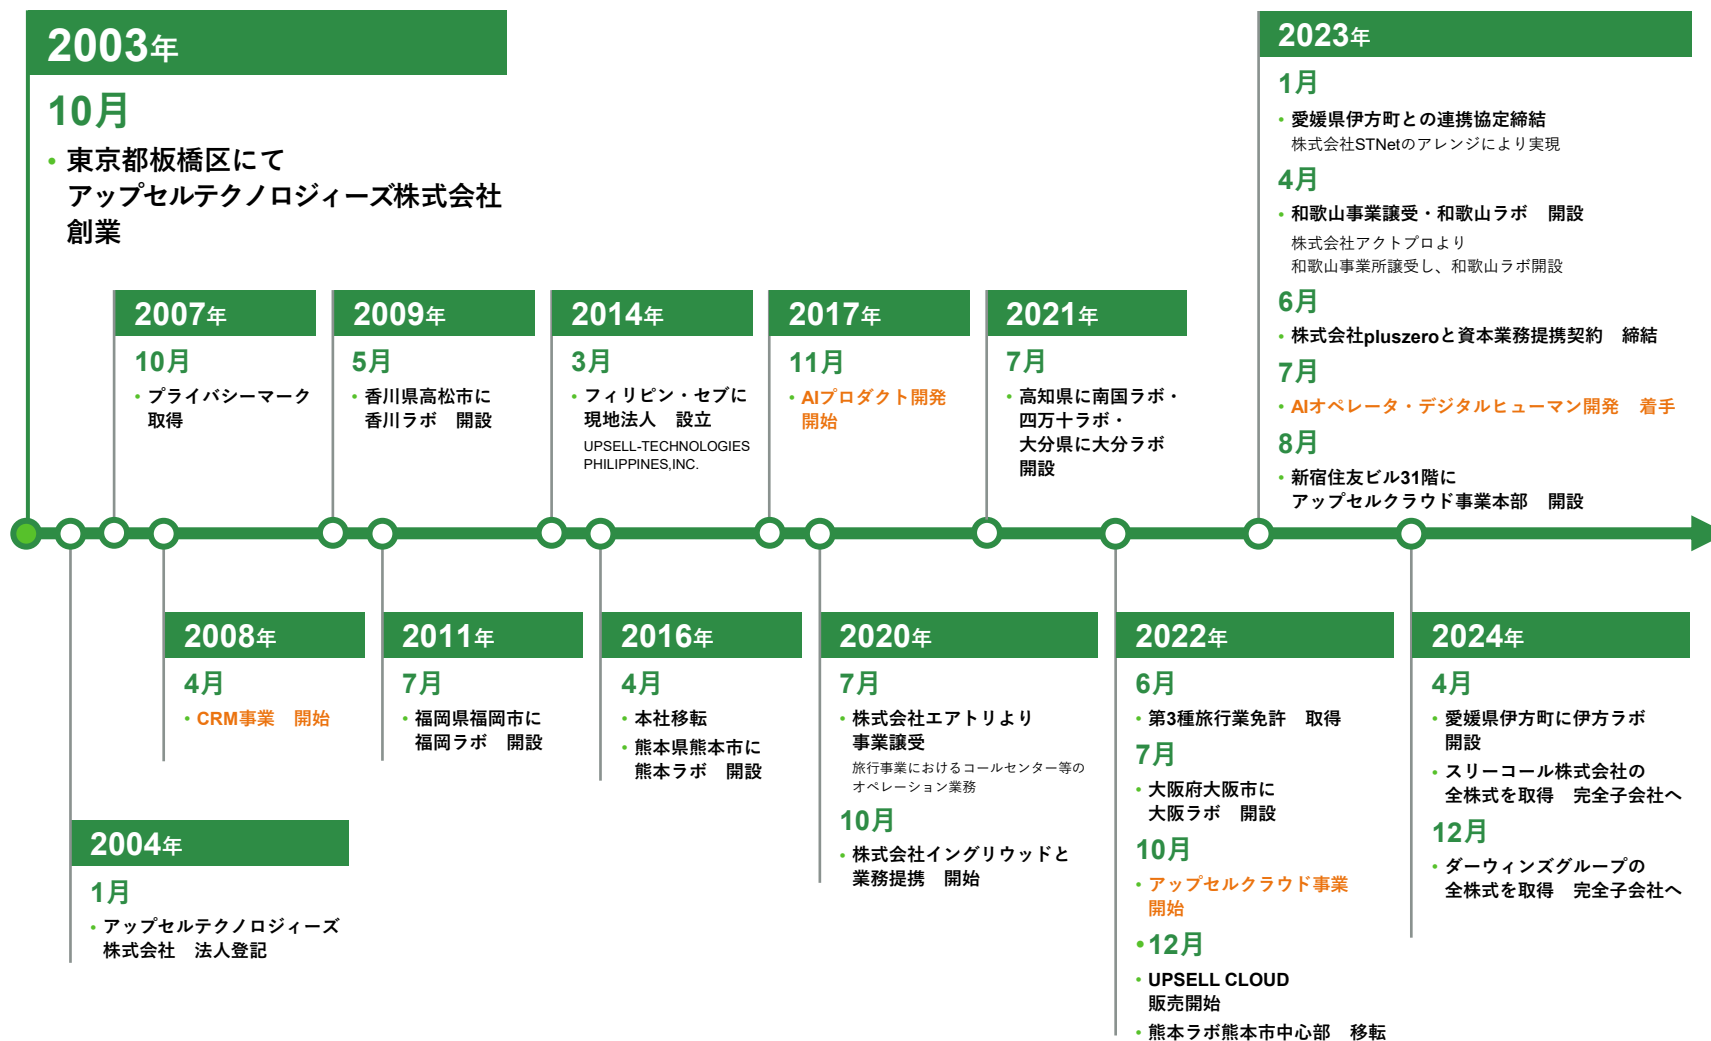 2003年
10月
・東京都板橋区にて
アップセルテクノロジィーズ株式会社
創業
2004年
1月
・アップセルテクノロジィーズ
株式会社　法人登記
2007年
10月
・プライバシーマーク
取得
2008年
4月
・CRM事業　開始
2009年
5月
・香川県高松市に
香川ラボ　開設
2011年
7月
・福岡県福岡市に
福岡ラボ　開設
2014年
3月
・フィリピン・セブに
現地法人　設立
UPSELL-TECHNOLOGIES
PHILIPPINES,INC.
2016年
4月
・本社移転
・熊本県熊本市に
熊本ラボ　開設
2017年
11月
・AIプロダクト開発
開始
2020年
7月
・株式会社エアトリより
事業譲受
旅行事業におけるコールセンター等の
オペレーション業務
10月
・株式会社イングリウッドと
業務提携　開始
2021年
7月
・高知県に南国ラボ・
四万十ラボ・
大分県に大分ラボ
開設
2022年
6月
・第3種旅行業免許　取得
7月
・大阪府大阪市に
大阪ラボ　開設
10月
・アップセルクラウド事業
開始
・12月
・UPSELL CLOUD
販売開始
・熊本ラボ熊本市中心部　移転
2023年
1月
・愛媛県伊方町との連携協定締結
株式会社STNetのアレンジにより実現
4月
・和歌山事業譲受・和歌山ラボ　開設
株式会社アクトプロより
和歌山事業所譲受し、和歌山ラボ開設
6月
・株式会社pluszeroと資本業務提携契約　締結
7月
・AIオペレータ・デジタルヒューマン開発　着手
8月
・新宿住友ビル31階に
アップセルクラウド事業本部　開設
2024年
4月
・愛媛県伊方町に伊方ラボ
開設
・スリーコール株式会社の
全株式を取得　完全子会社へ
12月
・ダーウィンズグループの
全株式を取得　完全子会社へ